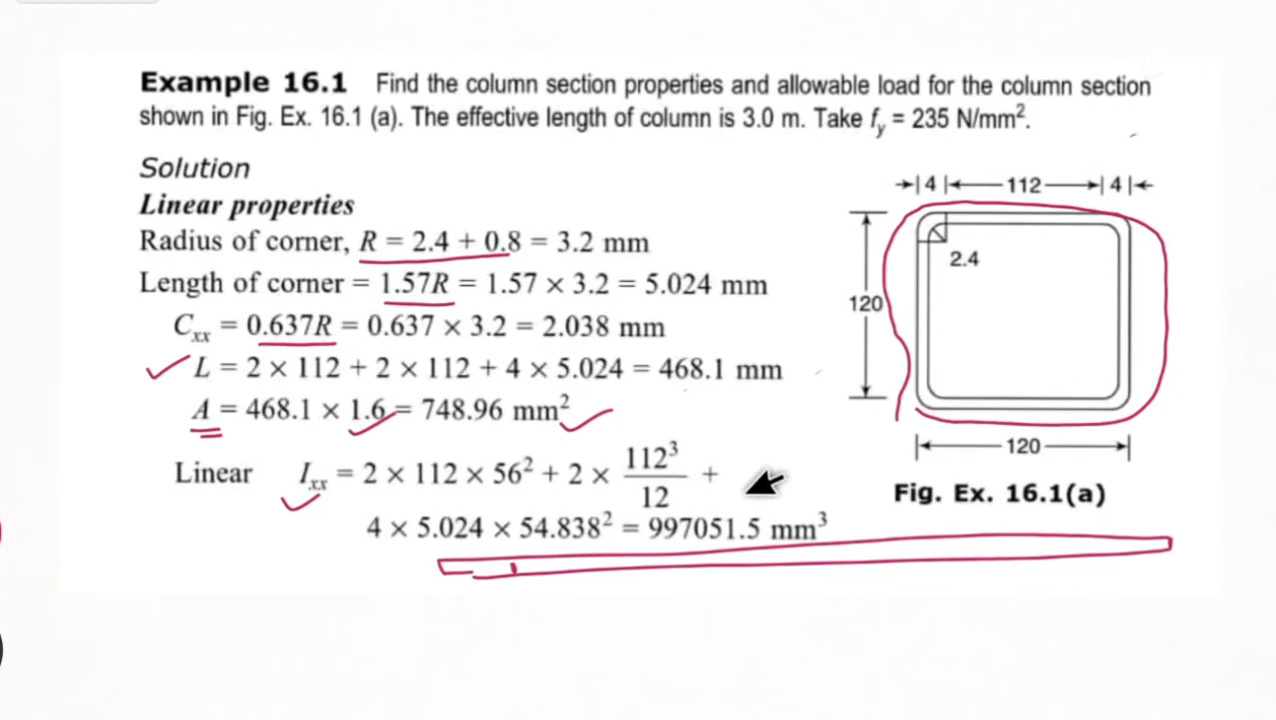 Example 16.1 Find the column section properties and allowable load for the column section
shown in Fig. Ex. 16.1 (a). The effective length of column is 3.0 m. Take f_y = 235 N/mm².
Solution
Linear properties
Radius of corner, R = 2.4 + 0.8 = 3.2 mm
Length of corner = 1.57R = 1.57 × 3.2 = 5.024 mm
C_xx = 0.637R = 0.637 × 3.2 = 2.038 mm
L = 2 × 112 + 2 × 112 + 4 × 5.024 = 468.1 mm
A = 468.1 × 1.6 = 748.96 mm²
Linear I_xx = 2 × 112 × 56² + 2 × 112³/12 +
4 × 5.024 × 54.838² = 997051.5 mm³
4 112 4
2.4
120
120
Fig. Ex. 16.1(a)